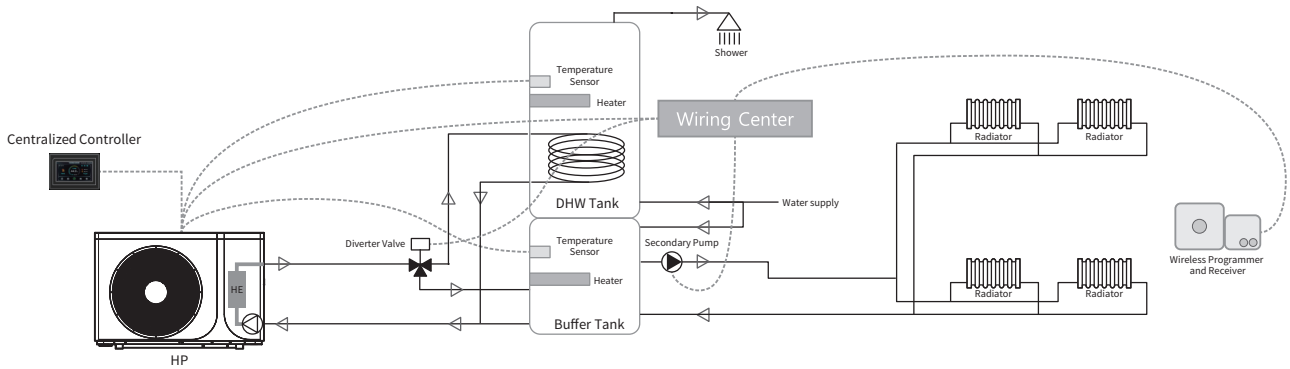 Shower
Temperature
Sensor
Heater
Wiring Center
Centralized Controller
Radiator
Radiator
DHW Tank
Water supply
Diverter Valve
Temperature
Sensor
Secondary Pump
Wireless Programmer
and Receiver
HE
Heater
Radiator
Radiator
Buffer Tank
HP